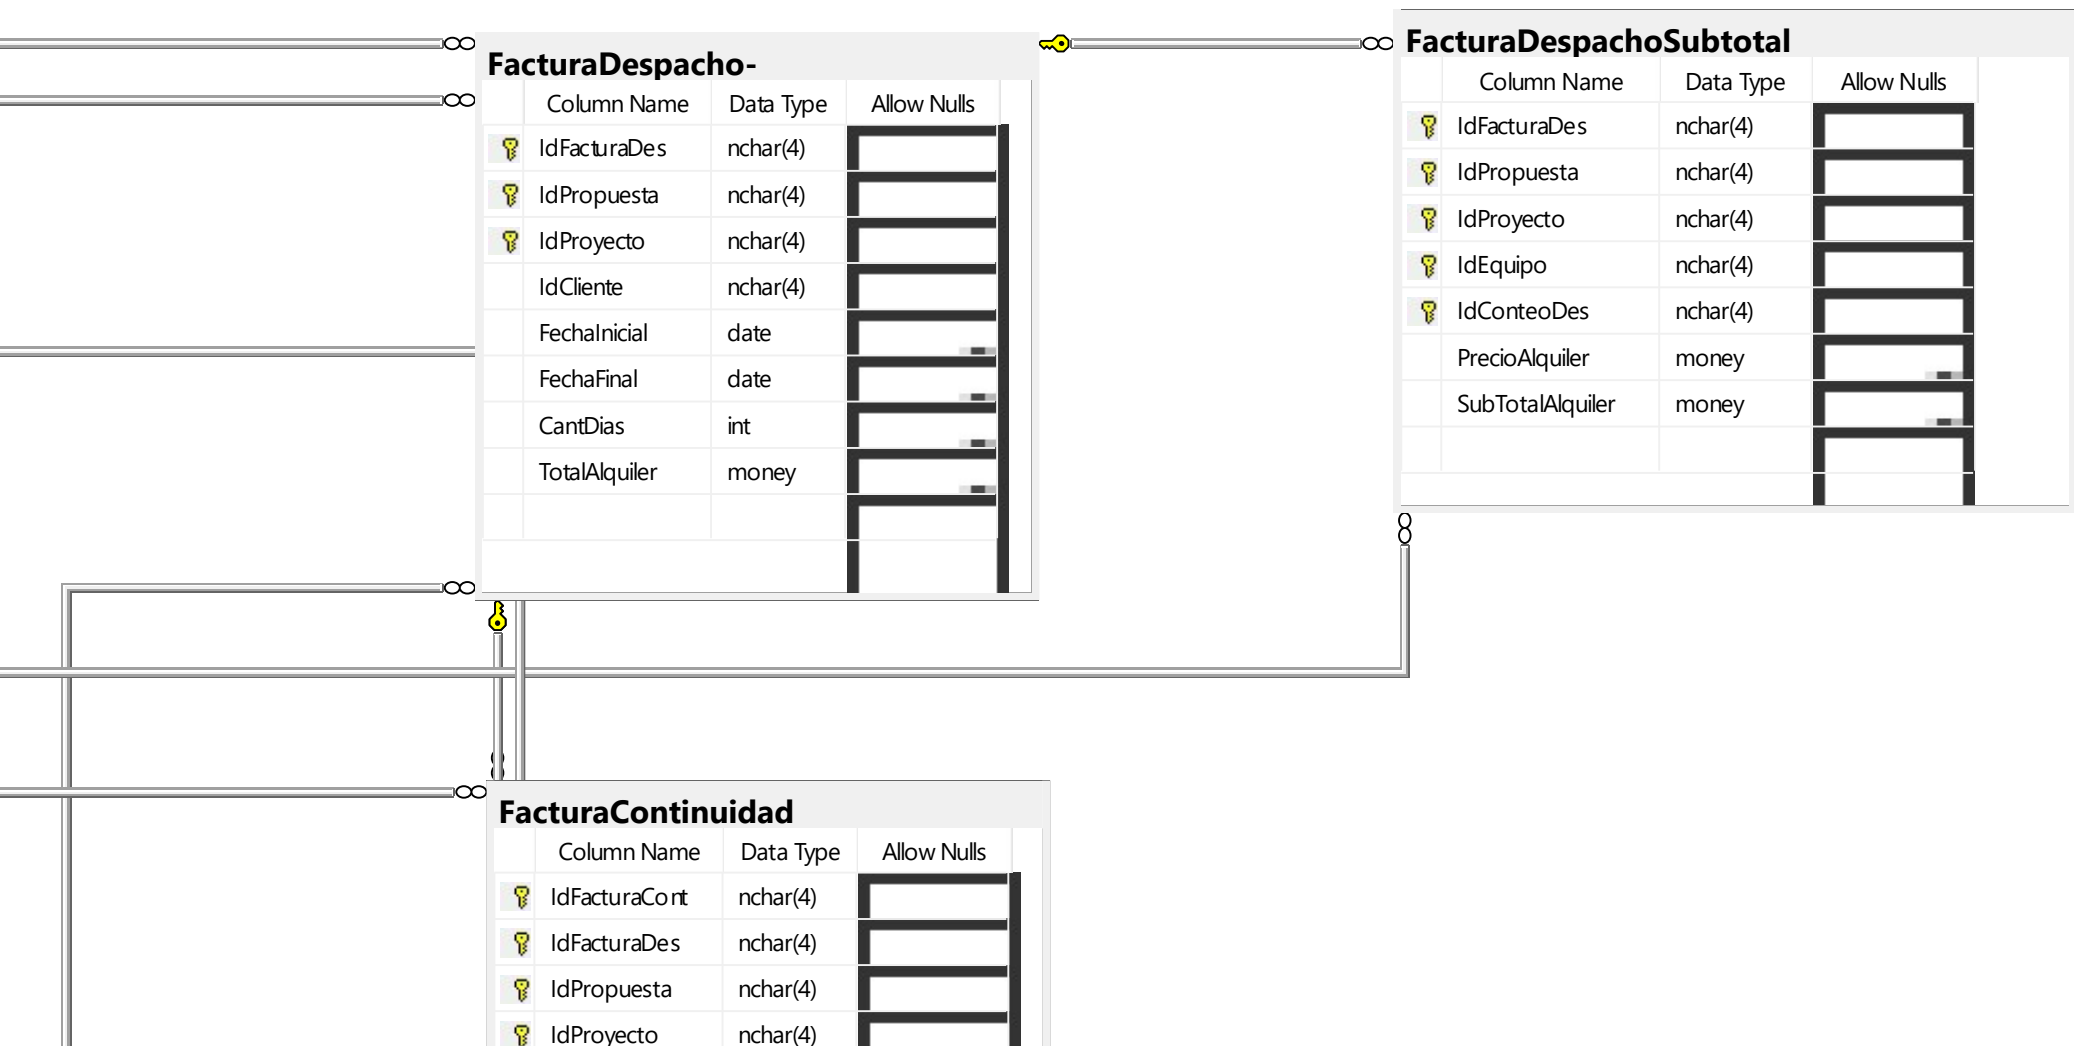 FacturaDespacho-
Column Name Data Type Allow Nulls
IdFacturaDes nchar(4)
IdPropuesta nchar(4)
IdProyecto nchar(4)
IdCliente nchar(4)
FechaInicial date
FechaFinal date
CantDias int
TotalAlquiler money
FacturaDespachoSubtotal
Column Name Data Type Allow Nulls
IdFacturaDes nchar(4)
IdPropuesta nchar(4)
IdProyecto nchar(4)
IdEquipo nchar(4)
IdConteoDes nchar(4)
PrecioAlquiler money
SubTotalAlquiler money
FacturaContinuidad
Column Name Data Type Allow Nulls
IdFacturaCont nchar(4)
IdFacturaDes nchar(4)
IdPropuesta nchar(4)
IdProyecto nchar(4)